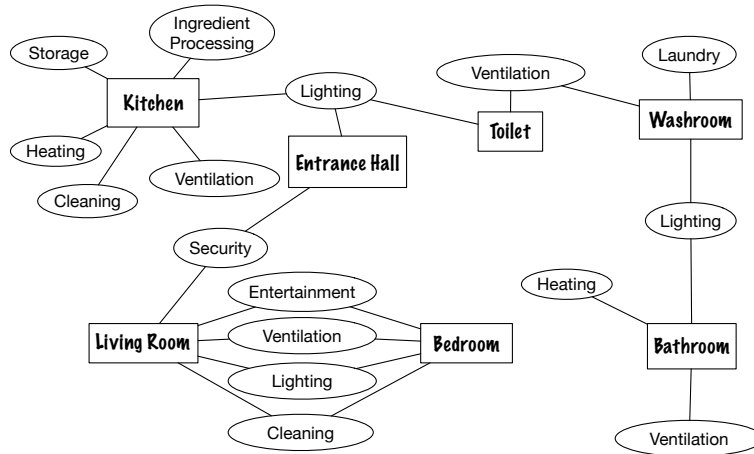 Ingredient
Processing
Storage
Ventilation
Laundry
Kitchen
Lighting
Toilet
Washroom
Heating
Entrance Hall
Ventilation
Cleaning
Lighting
Security
Heating
Entertainment
Ventilation
Living Room
Bedroom
Bathroom
Lighting
Cleaning
Ventilation